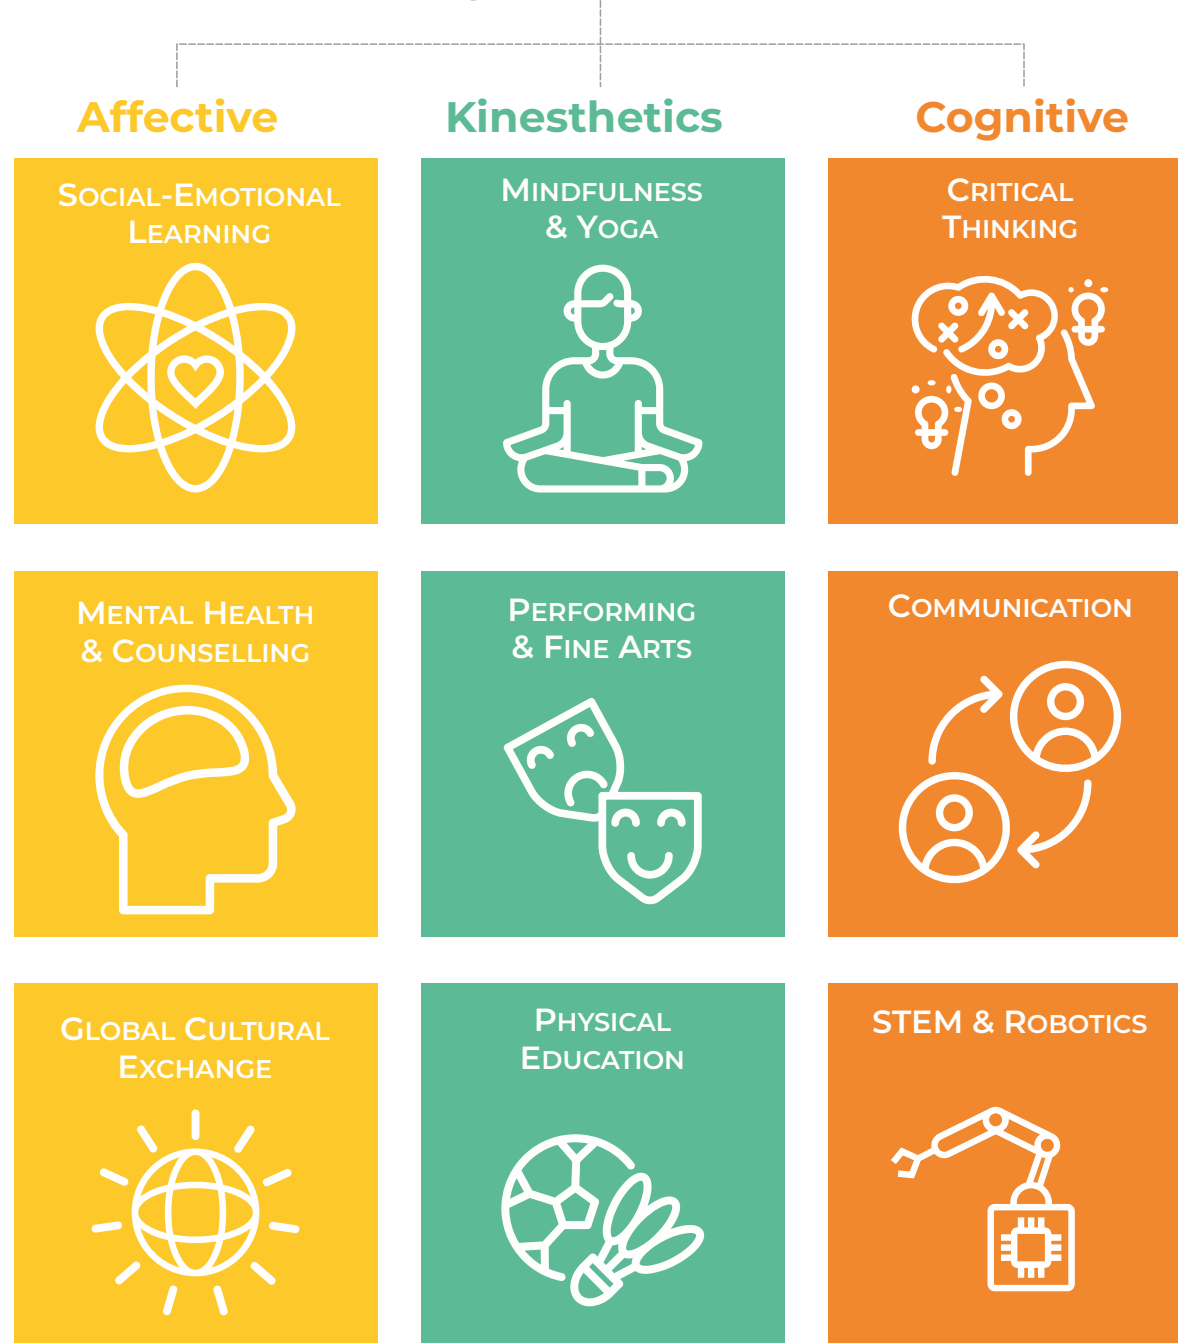 Affective
Kinesthetics
Cognitive
Social-Emotional
Learning
Mindfulness
& Yoga
Critical
Thinking
Mental Health
& Counselling
Performing
& Fine Arts
Communication
Global Cultural
Exchange
Physical
Education
STEM & Robotics